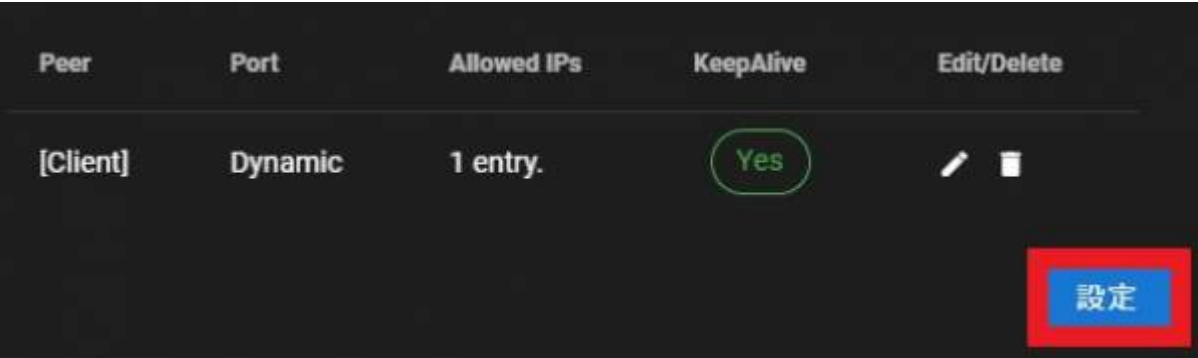 Peer Port Allowed IPs KeepAlive Edit/Delete
[Client] Dynamic 1 entry. Yes
設定